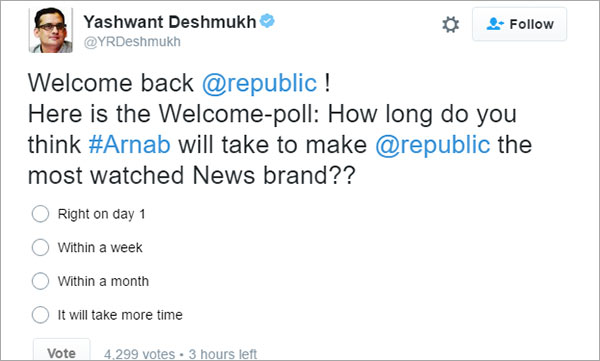 Yashwant Deshmukh
@YRDeshmukh
Follow
Welcome back @republic !
Here is the Welcome-poll: How long do you
think #Arnab will take to make @republic the
most watched News brand??
Right on day 1
Within a week
Within a month
It will take more time
Vote
4,299 votes • 3 hours left